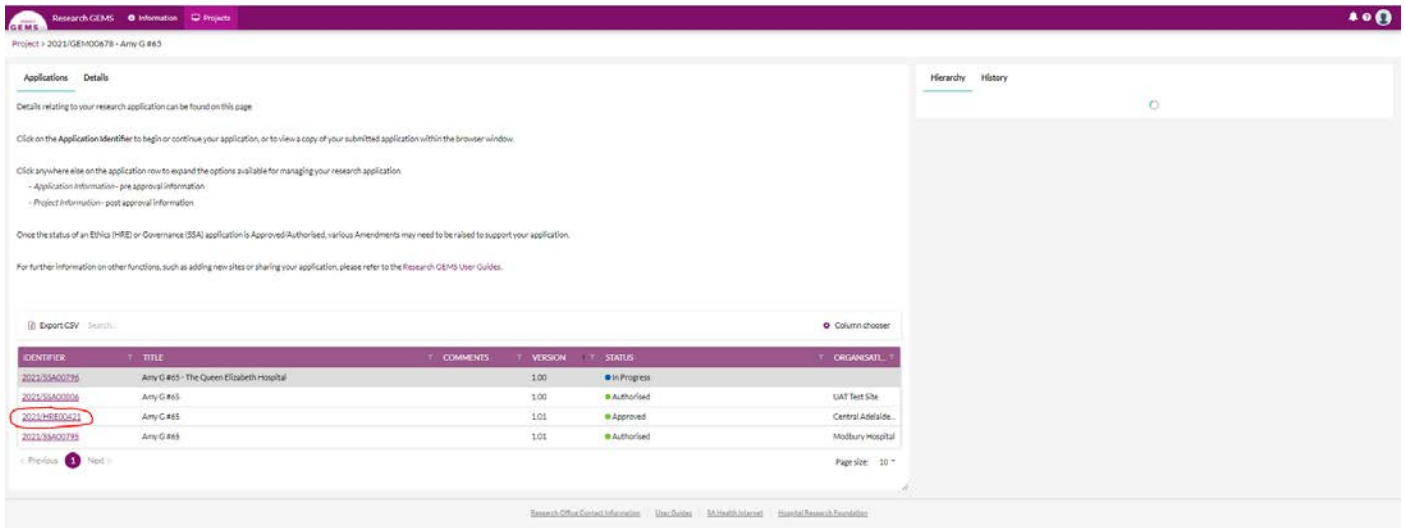 GEMS Research GEMS Information Projects
Project > 2021/GEM00678 - Amy G #65
Applications Details
Hierarchy History
Details relating to your research application can be found on this page
Click on the Application Identifier to begin or continue your application, or to view a copy of your submitted application within the browser window.
Click anywhere else on the application row to expand the options available for managing your research application
- Application Information- pre approval information
- Project Information- post approval information
Once the status of an Ethics (HRE) or Governance (SSA) application is Approved/Authorised, various Amendments may need to be raised to support your application.
For further information on other functions, such as adding new sites or sharing your application, please refer to the Research GEMS User Guides.
Export CSV Search... Column chooser
IDENTIFIER TITLE COMMENTS VERSION STATUS ORGANISATI...
2021/SSA00796 Amy G #65 - The Queen Elizabeth Hospital 1.00 In Progress
2021/SSA00806 Amy G #65 1.00 Authorised UAT Test Site
2021/HRE00421 Amy G #65 1.01 Approved Central Adelaide...
2021/SSA00795 Amy G #65 1.01 Authorised Modbury Hospital
< Previous 1 Next > Page size: 10
Research Office Contact Information User Guides SA Health Internet Hospital Research Foundation